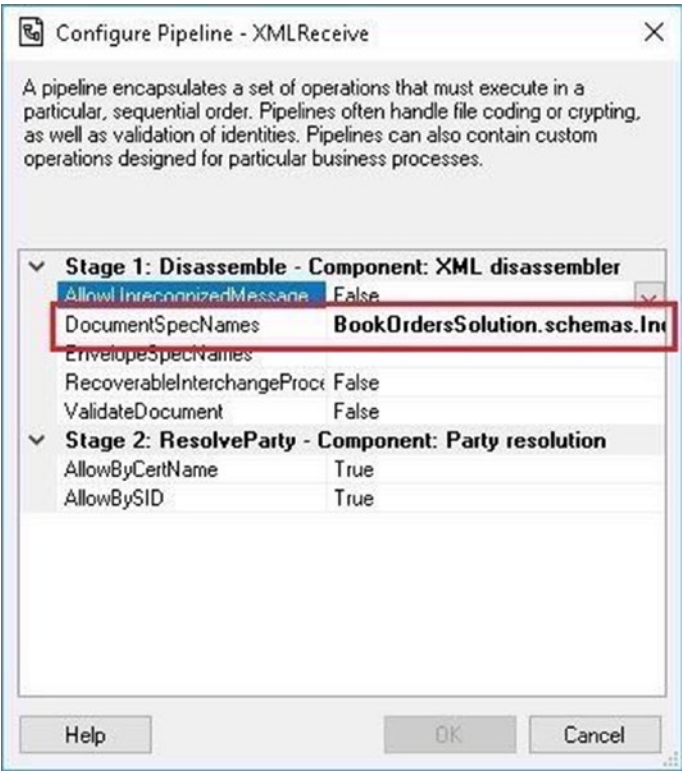 Configure Pipeline - XMLReceive
A pipeline encapsulates a set of operations that must execute in a
particular, sequential order. Pipelines often handle file coding or crypting,
as well as validation of identities. Pipelines can also contain custom
operations designed for particular business processes.
Stage 1: Disassemble - Component: XML disassembler
AllowUnrecognizedMessage False
DocumentSpecNames BookOrdersSolution.schemas.Inc
EnvelopeSpecNames
RecoverableInterchangeProce False
ValidateDocument False
Stage 2: ResolveParty - Component: Party resolution
AllowByCertName True
AllowBySID True
Help OK Cancel